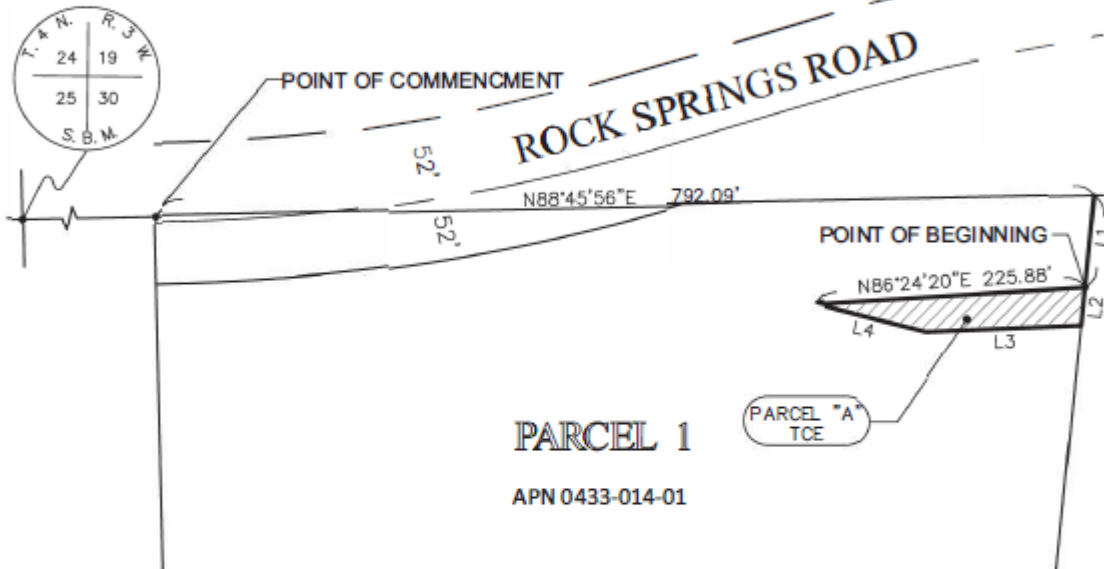 T. 4 N. R. 3 W.
24 19
25 30
S. B. M.
POINT OF COMMENCMENT
ROCK SPRINGS ROAD
52'
N88°45'56"E 792.09'
52'
L1
POINT OF BEGINNING
N86°24'20"E 225.88'
L2
L4
L3
PARCEL "A"
TCE
PARCEL 1
APN 0433-014-01